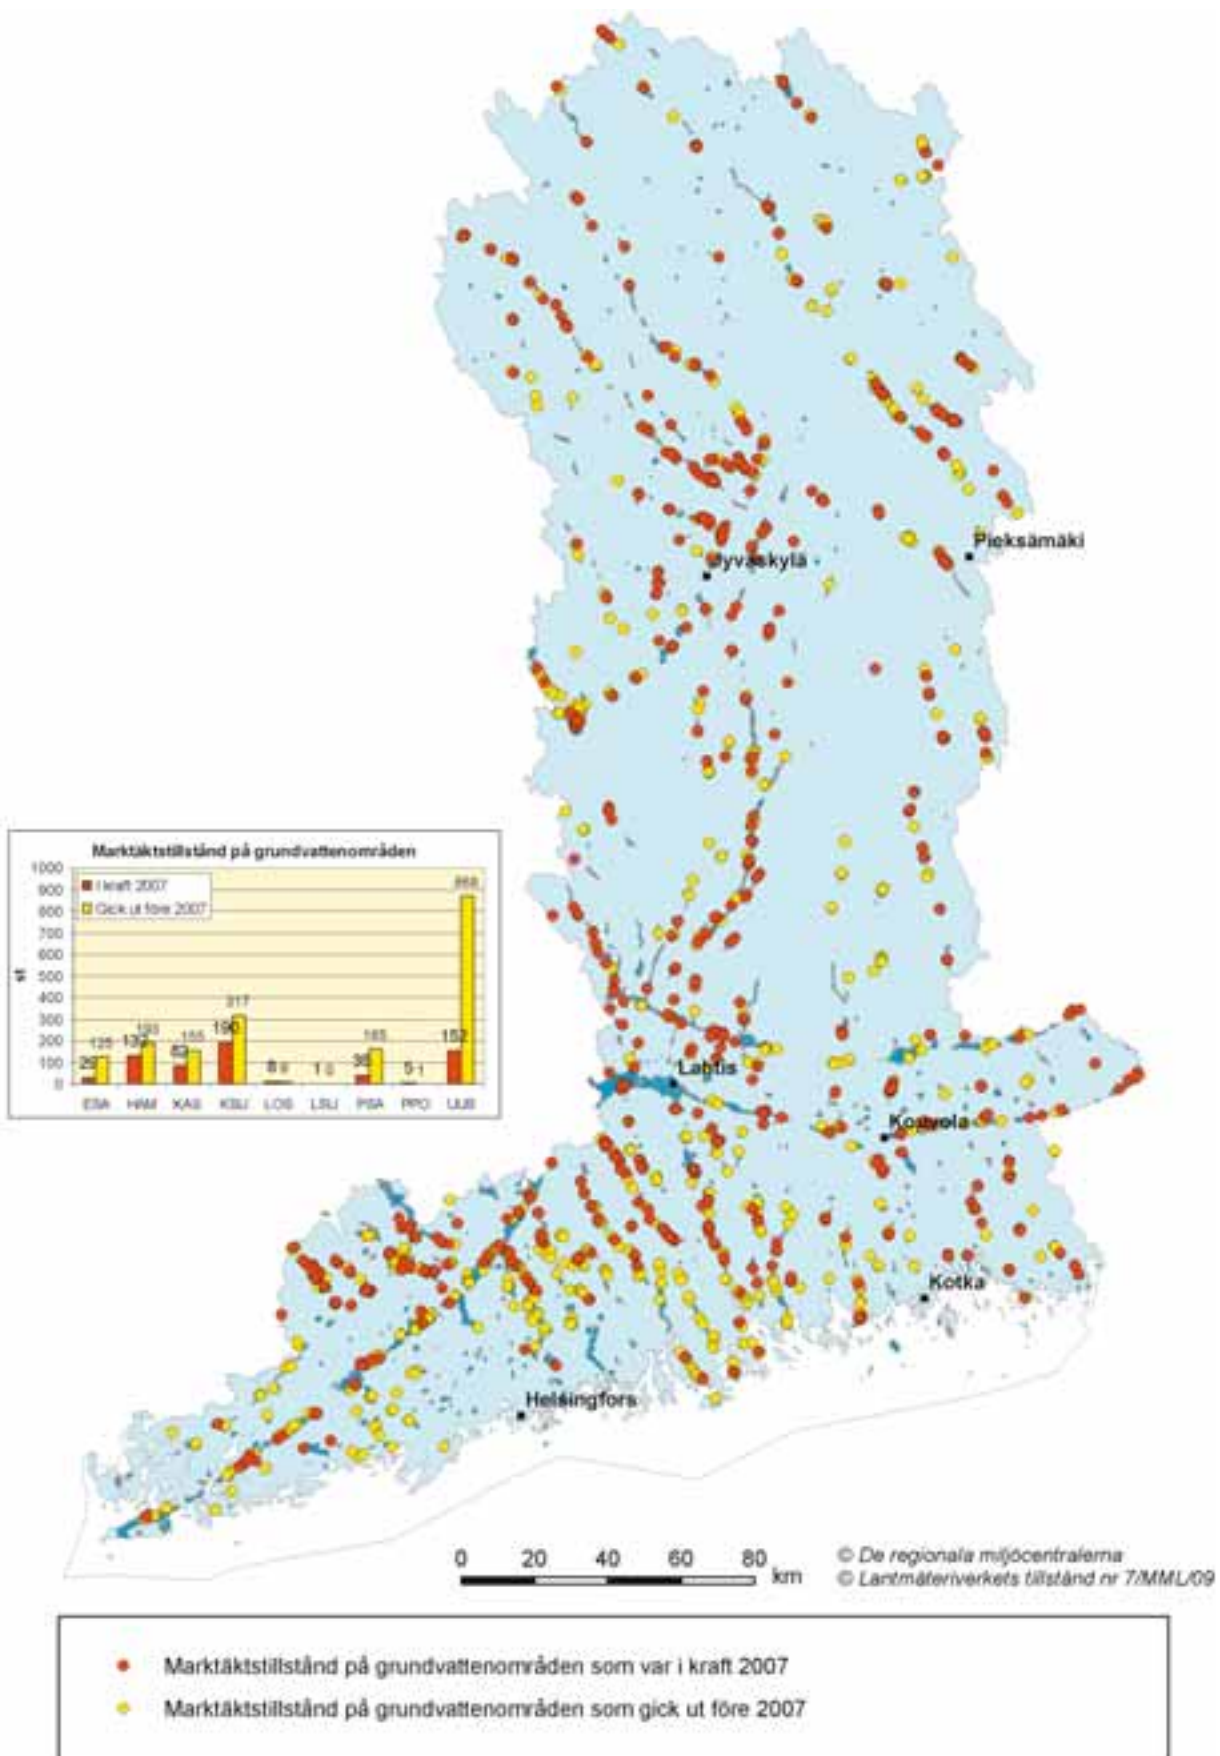 Pieksämäki
Jyväskylä
Marktäktstillstånd på grundvattenområden
1000
900
800
700
600
500
400
300
200
100
0
st
I kraft 2007
Gick ut före 2007
868
317
190
193
155
125
165
152
8
1 0
5 1
ESA HAM KAS KSU LOS LSU PSA PPO UUS
Lahtis
Kouvola
Kotka
Helsingfors
0 20 40 60 80
km
© De regionala miljöcentralerna
© Lantmäteriverkets tillstånd nr 7/MML/09
Marktäktstillstånd på grundvattenområden som var i kraft 2007
Marktäktstillstånd på grundvattenområden som gick ut före 2007